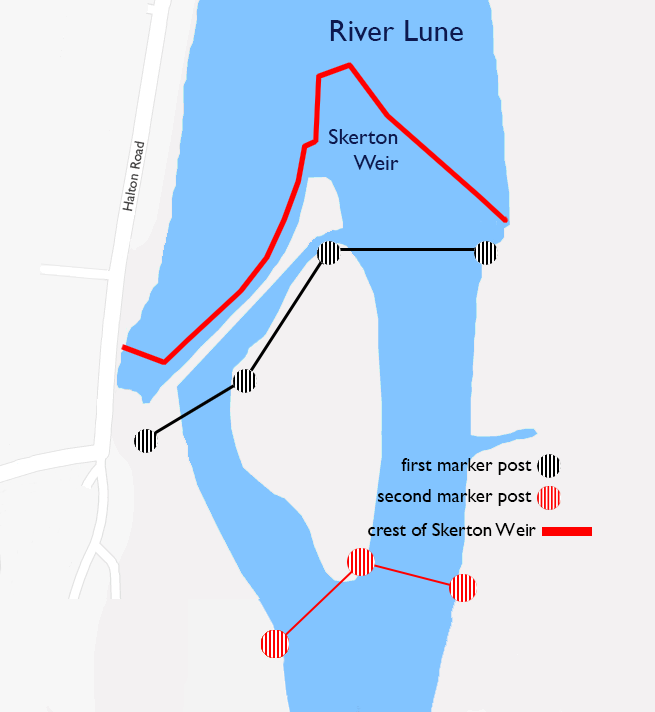 River Lune
Skerton
Weir
Halton Road
first marker post
second marker post
crest of Skerton Weir